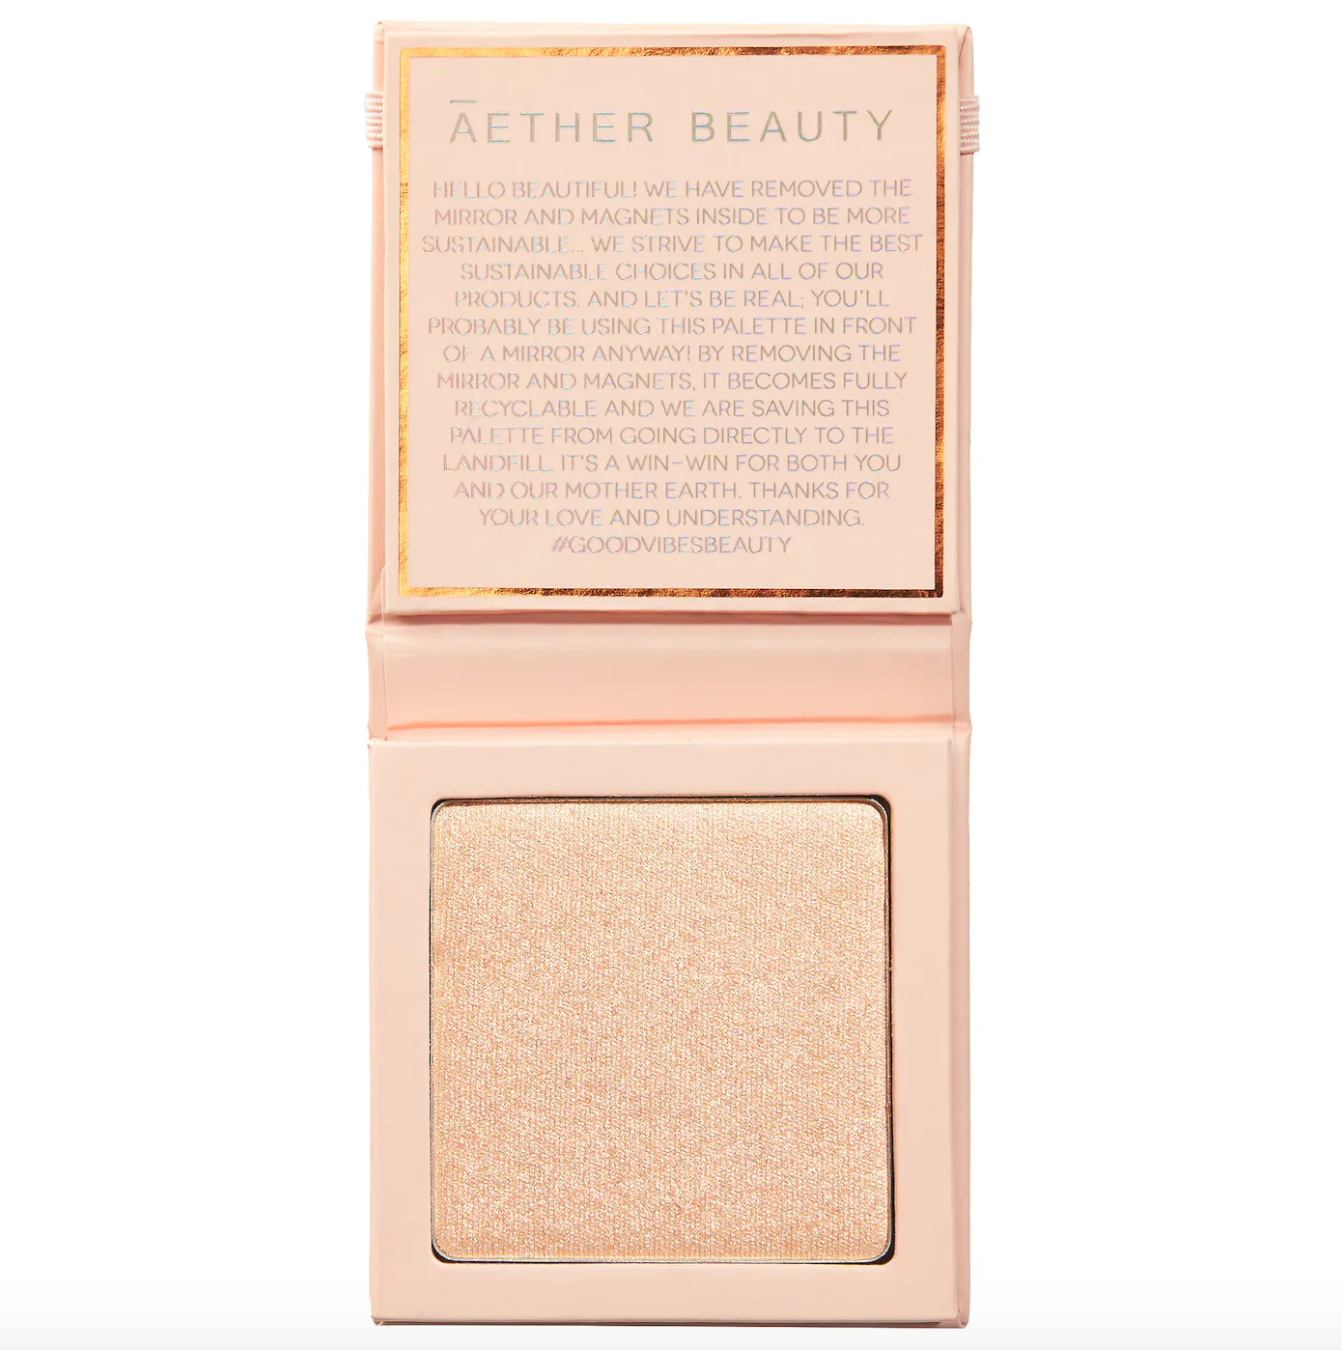 ĀETHER BEAUTY
HELLO BEAUTIFUL! WE HAVE REMOVED THE
MIRROR AND MAGNETS INSIDE TO BE MORE
SUSTAINABLE... WE STRIVE TO MAKE THE BEST
SUSTAINABLE CHOICES IN ALL OF OUR
PRODUCTS. AND LET'S BE REAL; YOU'LL
PROBABLY BE USING THIS PALETTE IN FRONT
OF A MIRROR ANYWAY! BY REMOVING THE
MIRROR AND MAGNETS, IT BECOMES FULLY
RECYCLABLE AND WE ARE SAVING THIS
PALETTE FROM GOING DIRECTLY TO THE
LANDFILL. IT'S A WIN-WIN FOR BOTH YOU
AND OUR MOTHER EARTH. THANKS FOR
YOUR LOVE AND UNDERSTANDING.
#GOODVIBESBEAUTY